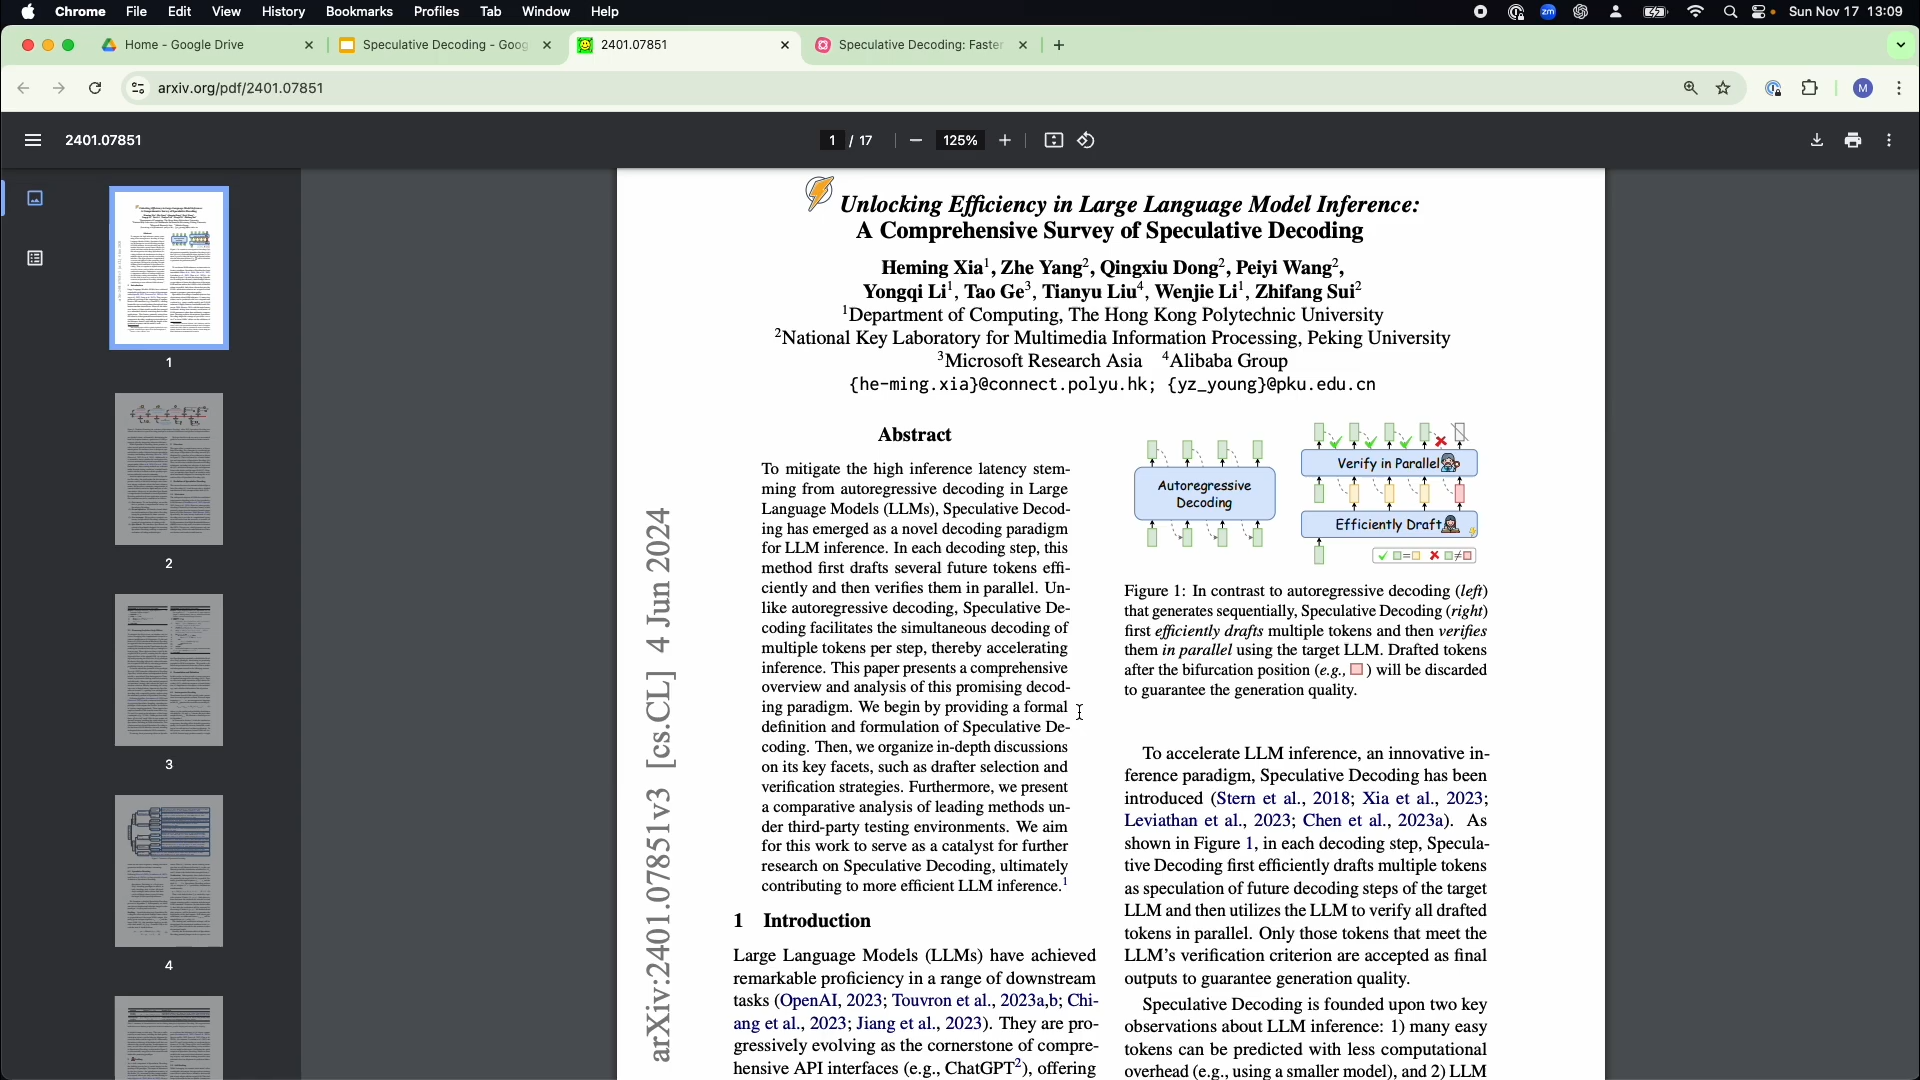 Chrome File Edit View History Bookmarks Profiles Tab Window Help
zm
Sun Nov 17 13:09
Home - Google Drive
Speculative Decoding - Goog
2401.07851
Speculative Decoding: Faster
arxiv.org/pdf/2401.07851
M
2401.07851
1 / 17
125%
1
2
3
4
Unlocking Efficiency in Large Language Model Inference:
A Comprehensive Survey of Speculative Decoding
Heming Xia1, Zhe Yang2, Qingxiu Dong2, Peiyi Wang2,
Yongqi Li1, Tao Ge3, Tianyu Liu4, Wenjie Li1, Zhifang Sui2
1Department of Computing, The Hong Kong Polytechnic University
2National Key Laboratory for Multimedia Information Processing, Peking University
3Microsoft Research Asia 4Alibaba Group
{he-ming.xia}@connect.polyu.hk; {yz_young}@pku.edu.cn
arXiv:2401.07851v3 [cs.CL] 4 Jun 2024
Abstract
To mitigate the high inference latency stem-
ming from autoregressive decoding in Large
Language Models (LLMs), Speculative Decod-
ing has emerged as a novel decoding paradigm
for LLM inference. In each decoding step, this
method first drafts several future tokens effi-
ciently and then verifies them in parallel. Un-
like autoregressive decoding, Speculative De-
coding facilitates the simultaneous decoding of
multiple tokens per step, thereby accelerating
inference. This paper presents a comprehensive
overview and analysis of this promising decod-
ing paradigm. We begin by providing a formal
definition and formulation of Speculative De-
coding. Then, we organize in-depth discussions
on its key facets, such as drafter selection and
verification strategies. Furthermore, we present
a comparative analysis of leading methods un-
der third-party testing environments. We aim
for this work to serve as a catalyst for further
research on Speculative Decoding, ultimately
contributing to more efficient LLM inference.1
1 Introduction
Large Language Models (LLMs) have achieved
remarkable proficiency in a range of downstream
tasks (OpenAI, 2023; Touvron et al., 2023a,b; Chi-
ang et al., 2023; Jiang et al., 2023). They are pro-
gressively evolving as the cornerstone of compre-
hensive API interfaces (e.g., ChatGPT2), offering
Autoregressive
Decoding
Verify in Parallel
Efficiently Draft
Figure 1: In contrast to autoregressive decoding (left)
that generates sequentially, Speculative Decoding (right)
first efficiently drafts multiple tokens and then verifies
them in parallel using the target LLM. Drafted tokens
after the bifurcation position (e.g., ) will be discarded
to guarantee the generation quality.
To accelerate LLM inference, an innovative in-
ference paradigm, Speculative Decoding has been
introduced (Stern et al., 2018; Xia et al., 2023;
Leviathan et al., 2023; Chen et al., 2023a). As
shown in Figure 1, in each decoding step, Specula-
tive Decoding first efficiently drafts multiple tokens
as speculation of future decoding steps of the target
LLM and then utilizes the LLM to verify all drafted
tokens in parallel. Only those tokens that meet the
LLM's verification criterion are accepted as final
outputs to guarantee generation quality.
Speculative Decoding is founded upon two key
observations about LLM inference: 1) many easy
tokens can be predicted with less computational
overhead (e.g., using a smaller model), and 2) LLM